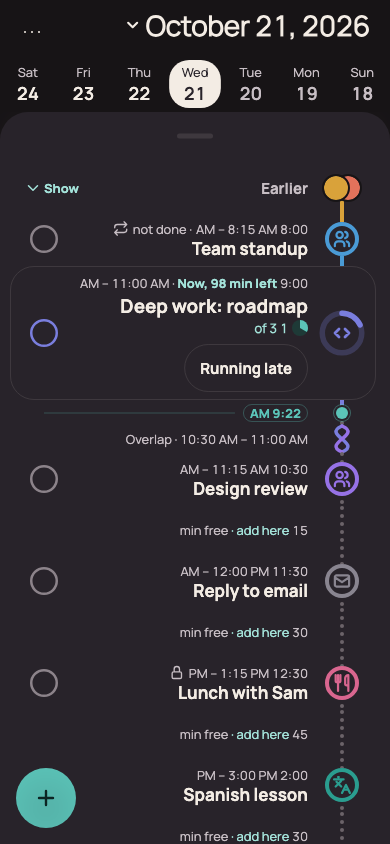 October 21, 2026
Sat Fri Thu Wed Tue Mon Sun
24 23 22 21 20 19 18
Show Earlier
not done · AM – 8:15 AM 8:00
Team standup
AM – 11:00 AM · Now, 98 min left 9:00
Deep work: roadmap
of 3 1
Running late
AM 9:22
Overlap · 10:30 AM – 11:00 AM
AM – 11:15 AM 10:30
Design review
min free · add here 15
AM – 12:00 PM 11:30
Reply to email
min free · add here 30
PM – 1:15 PM 12:30
Lunch with Sam
min free · add here 45
PM – 3:00 PM 2:00
Spanish lesson
min free · add here 30